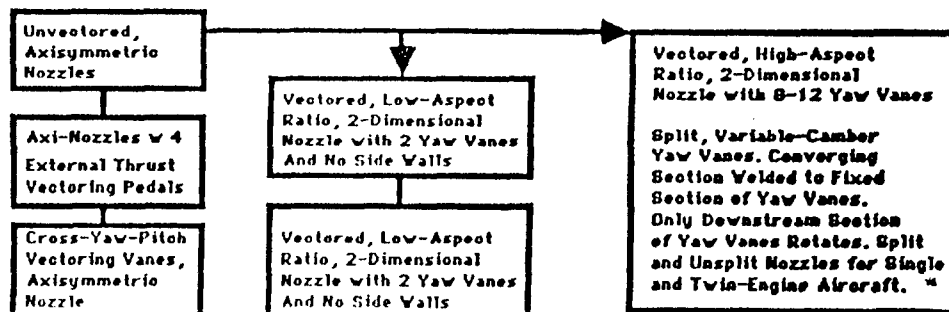 Unvectored,
Axisymmetric
Nozzles
Axi-Nozzles w 4
External Thrust
Vectoring Pedals
Cross-Yaw-Pitch
Vectoring Vanes,
Axisymmetric
Nozzle
Vectored, Low-Aspect
Ratio, 2-Dimensional
Nozzle with 2 Yaw Vanes
And No Side Walls
Vectored, Low-Aspect
Ratio, 2-Dimensional
Nozzle with 2 Yaw Vanes
And No Side Walls
Vectored, High-Aspect
Ratio, 2-Dimensional
Nozzle with 8-12 Yaw Vanes
Split, Variable-Camber
Yaw Vanes. Converging
Section Welded to Fixed
Section of Yaw Vanes.
Only Downstream Section
of Yaw Vanes Rotates. Split
and Unsplit Nozzles for Single
and Twin-Engine Aircraft.